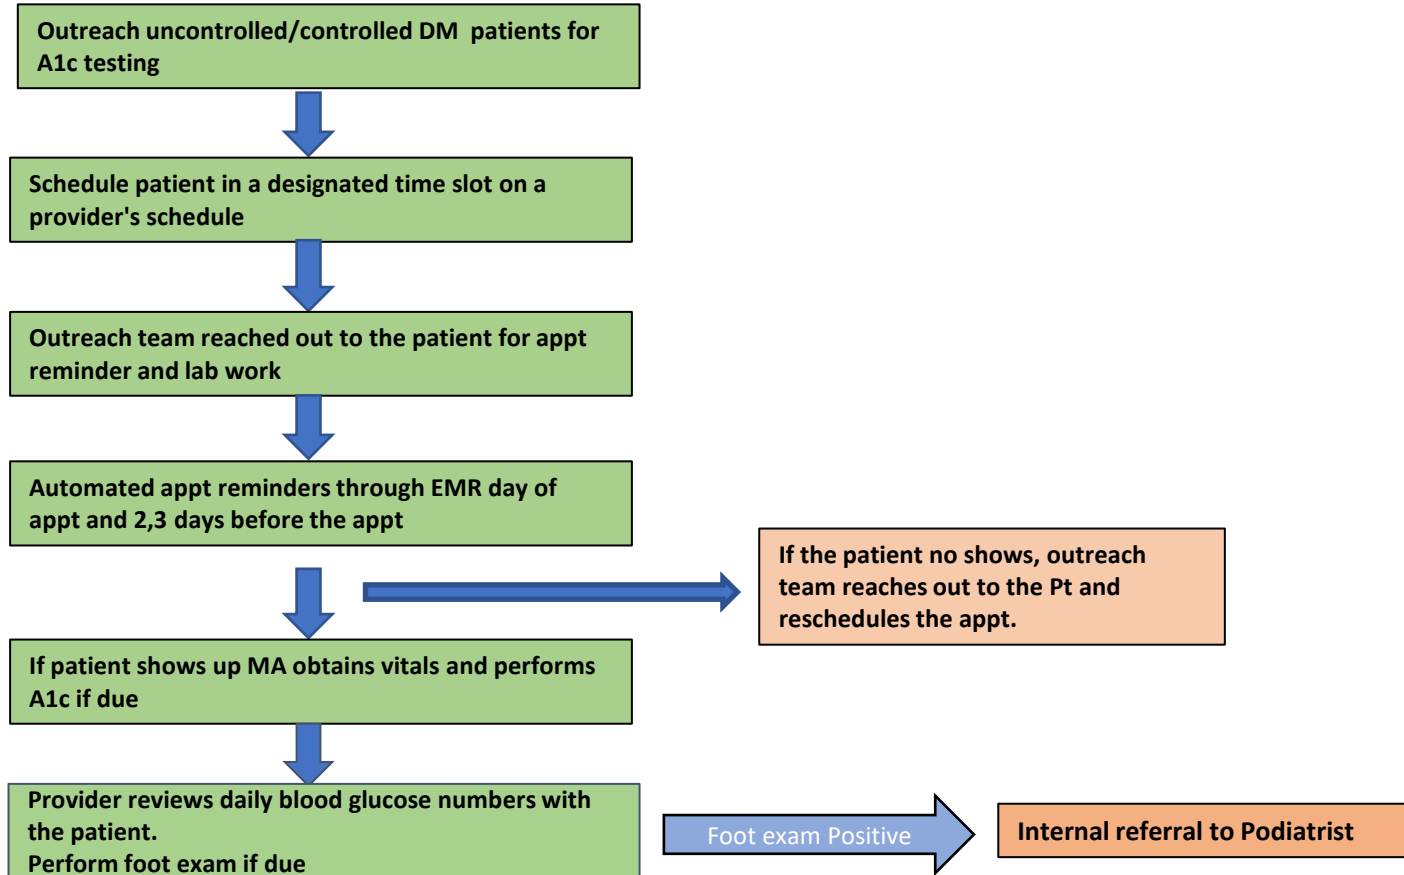 Outreach uncontrolled/controlled DM  patients for
A1c testing
Schedule patient in a designated time slot on a
provider's schedule
Outreach team reached out to the patient for appt
reminder and lab work
Automated appt reminders through EMR day of
appt and 2,3 days before the appt
If the patient no shows, outreach
team reaches out to the Pt and
reschedules the appt.
If patient shows up MA obtains vitals and performs
A1c if due
Provider reviews daily blood glucose numbers with
the patient.
Perform foot exam if due
Foot exam Positive
Internal referral to Podiatrist